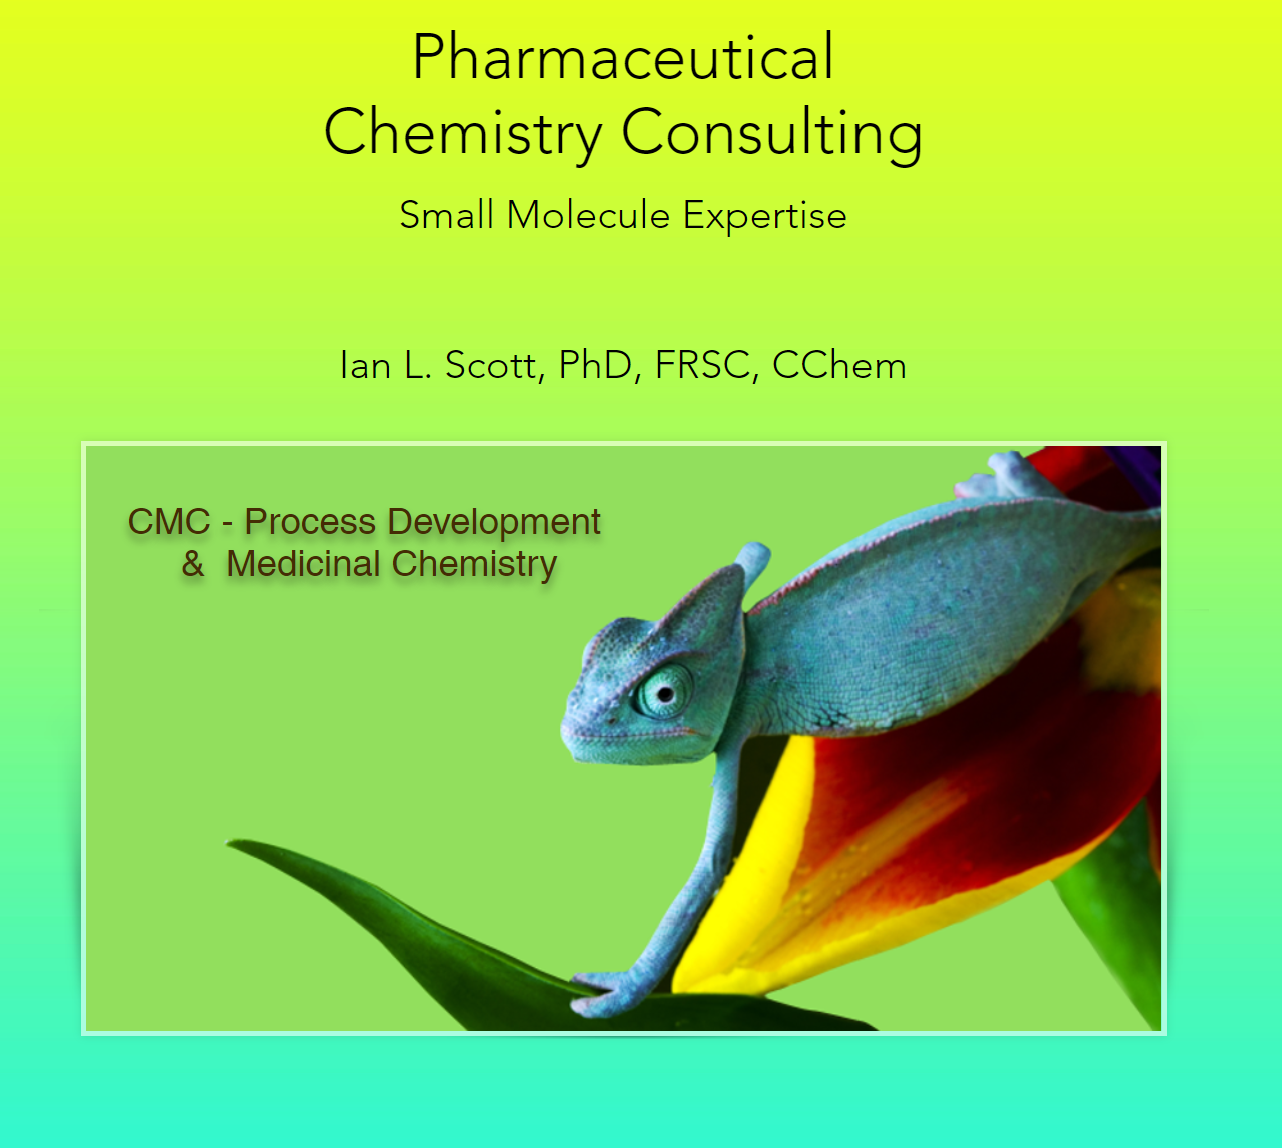 Pharmaceutical
Chemistry Consulting
Small Molecule Expertise
Ian L. Scott, PhD, FRSC, CChem
CMC - Process Development
& Medicinal Chemistry